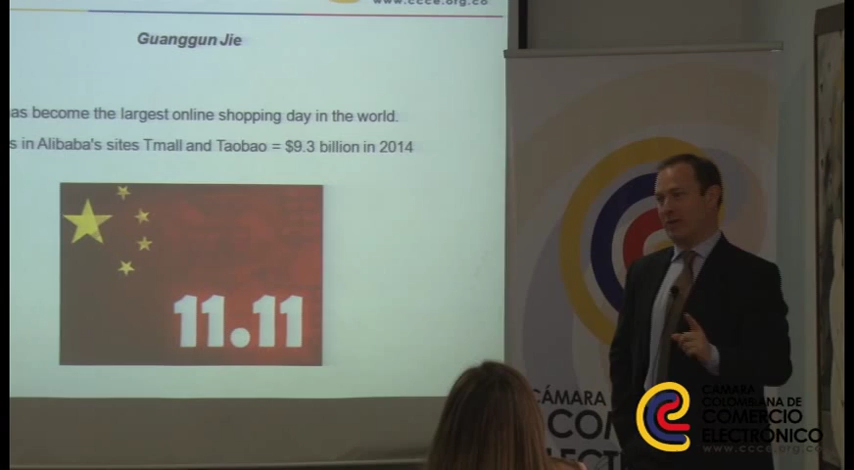 www.ccce.org.co
Guanggun Jie
as become the largest online shopping day in the world.
s in Alibaba's sites Tmall and Taobao = $9.3 billion in 2014
11.11
CÁMARA
COM
ELECT
CÁMARA
COLOMBIANA DE
COMERCIO
ELECTRÓNICO
www.ccce.org.co